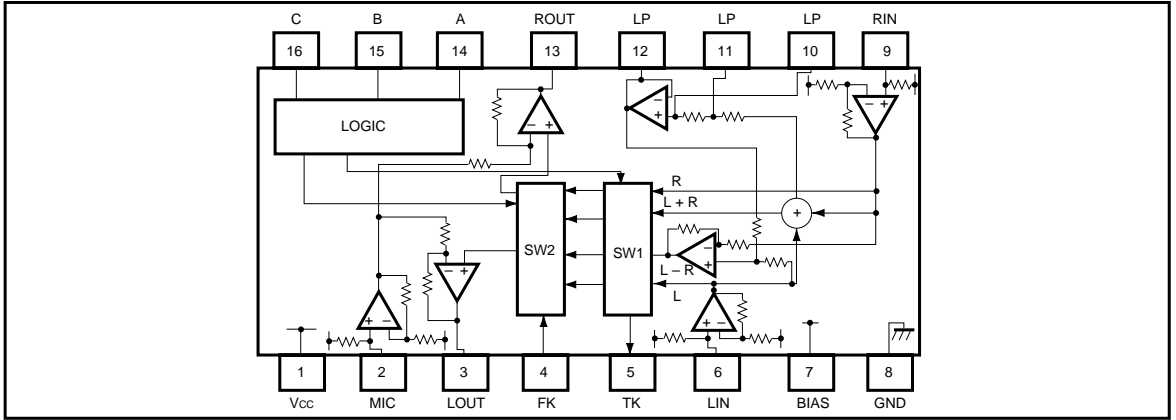 C B A ROUT LP LP LP RIN
16 15 14 13 12 11 10 9
LOGIC
− + − + − +
R
L + R
+
SW2 SW1
− +
− +
L − R
L
+ − + −
1 2 3 4 5 6 7 8
VCC MIC LOUT FK TK LIN BIAS GND